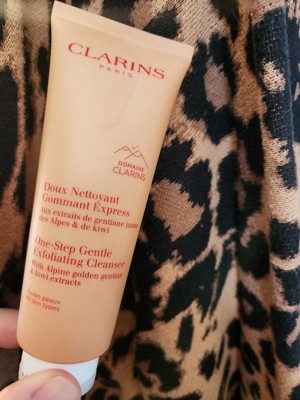 CLARINS
PARIS
DOMAINE
CLARINS
Doux Nettoyant
Gommant Express
Aux extraits de gentiane jaune
des Alpes & de kiwi
One-Step Gentle
Exfoliating Cleanser
with Alpine golden gentian
& kiwi extracts
Toutes peaux
All skin types